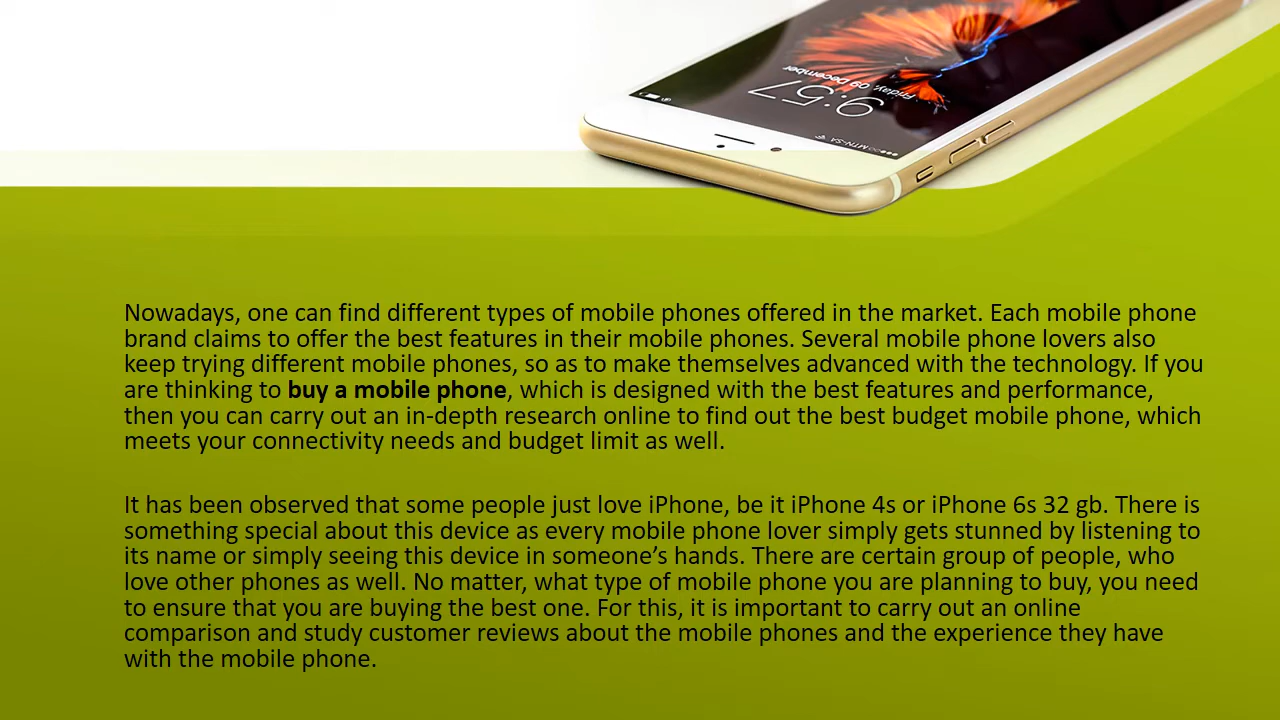 MTN-SA
9:57
Friday, 09 December
Nowadays, one can find different types of mobile phones offered in the market. Each mobile phone
brand claims to offer the best features in their mobile phones. Several mobile phone lovers also
keep trying different mobile phones, so as to make themselves advanced with the technology. If you
are thinking to buy a mobile phone, which is designed with the best features and performance,
then you can carry out an in-depth research online to find out the best budget mobile phone, which
meets your connectivity needs and budget limit as well.
It has been observed that some people just love iPhone, be it iPhone 4s or iPhone 6s 32 gb. There is
something special about this device as every mobile phone lover simply gets stunned by listening to
its name or simply seeing this device in someone’s hands. There are certain group of people, who
love other phones as well. No matter, what type of mobile phone you are planning to buy, you need
to ensure that you are buying the best one. For this, it is important to carry out an online
comparison and study customer reviews about the mobile phones and the experience they have
with the mobile phone.